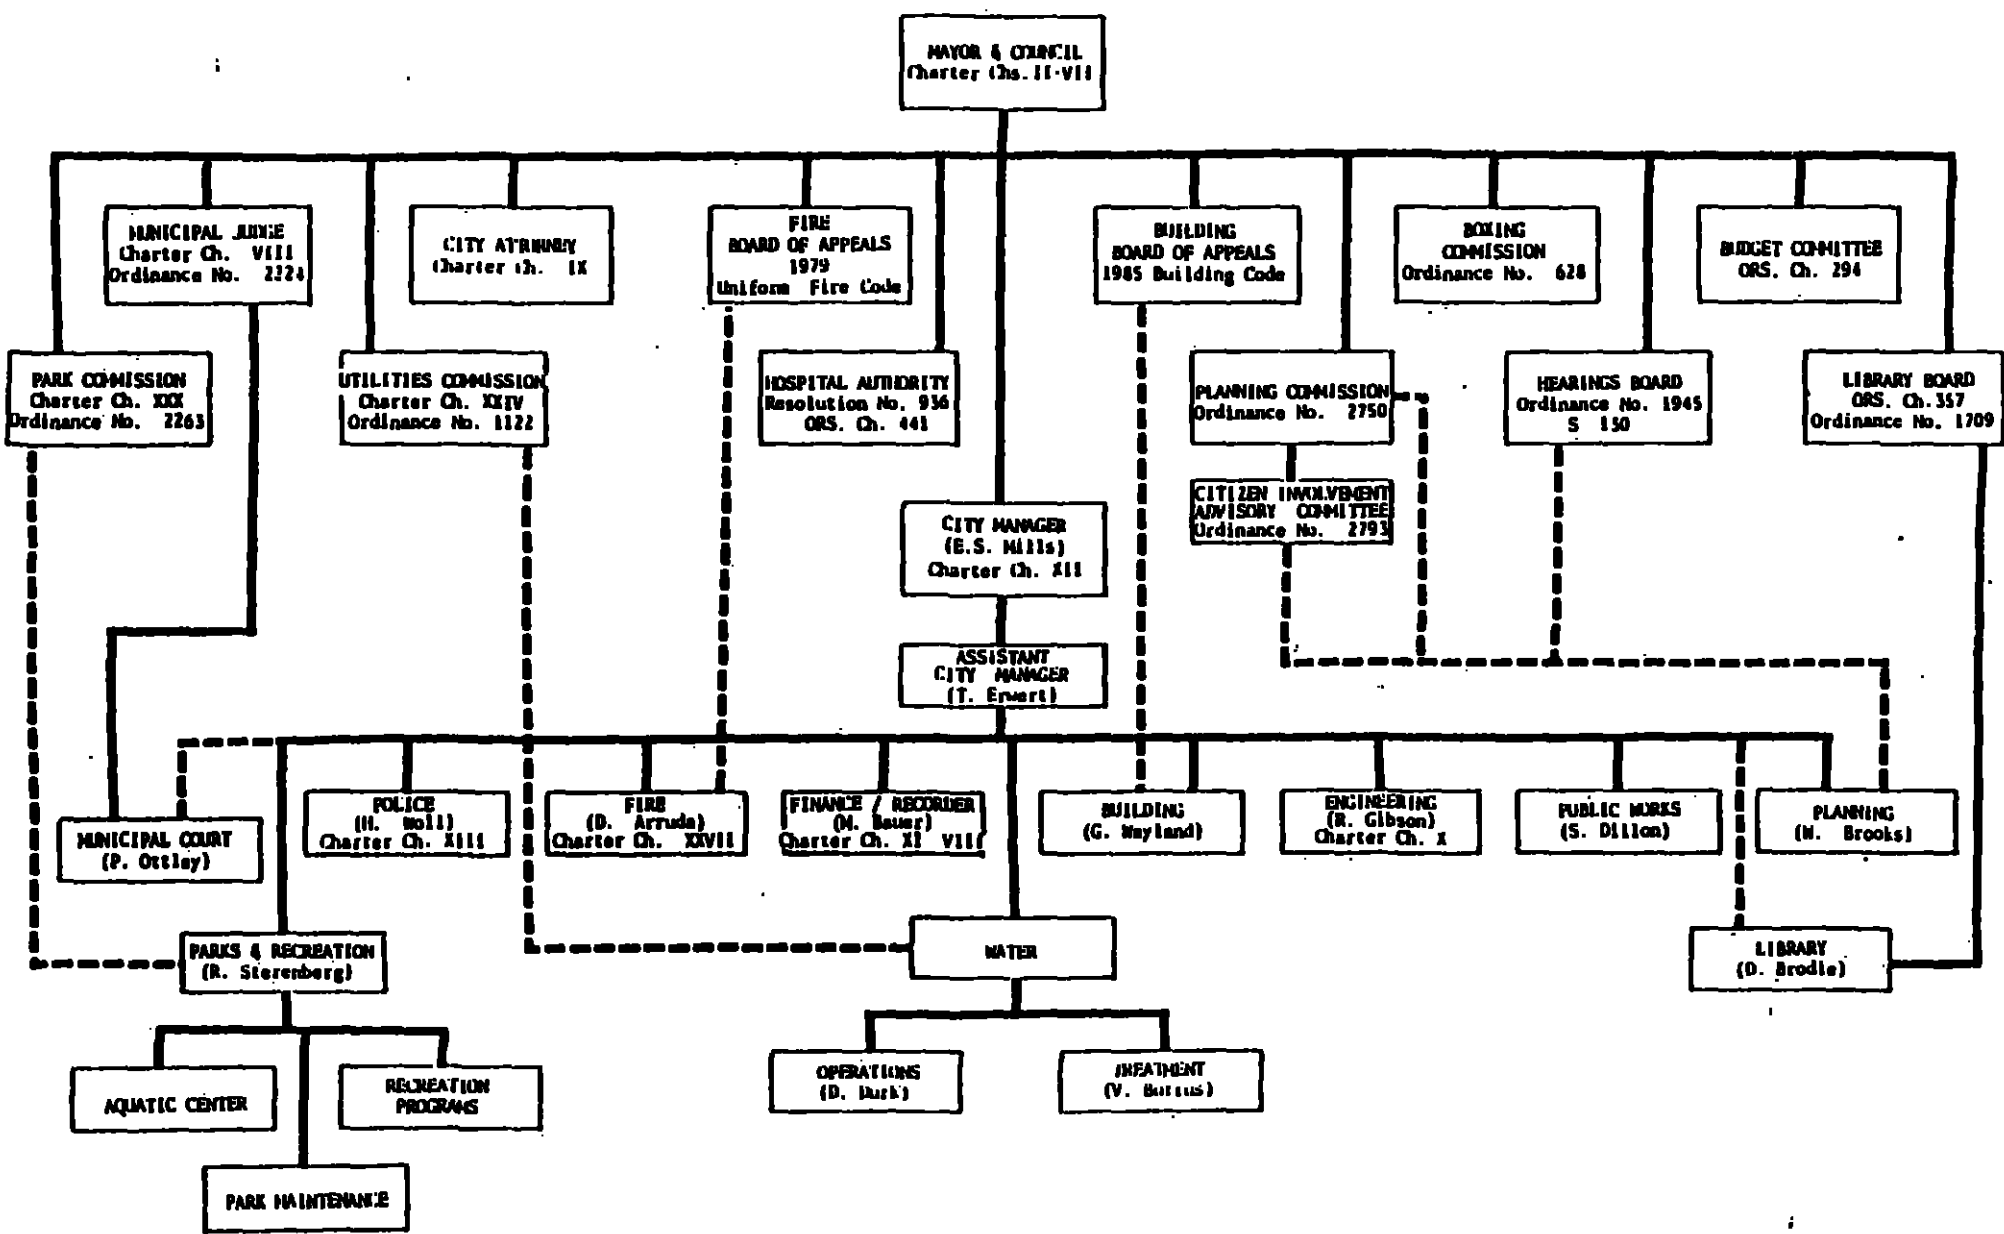 MAYOR & COUNCIL
Charter Chs. II-VII
MUNICIPAL JUDGE
Charter Ch. VIII
Ordinance No.
CITY ATTORNEY
Charter Ch. IX
FIRE
BOARD OF APPEALS
1979
Uniform Fire Code
BUILDING
BOARD OF APPEALS
1985 Building Code
BOXING
COMMISSION
Ordinance No. 628
BUDGET COMMITTEE
ORS. Ch. 294
PARK COMMISSION
Charter Ch. XXX
Ordinance No. 2263
UTILITIES COMMISSION
Charter Ch. XXIV
Ordinance No. 1122
HOSPITAL AUTHORITY
Resolution No. 936
ORS. Ch. 441
PLANNING COMMISSION
Ordinance No. 2750
HEARINGS BOARD
Ordinance No. 1945
S 150
LIBRARY BOARD
ORS. Ch. 357
Ordinance No. 1709
CITIZEN INVOLVEMENT
ADVISORY COMMITTEE
Ordinance No. 2793
CITY MANAGER
(E.S. Mills)
Charter Ch. XII
ASSISTANT
CITY MANAGER
(T.
POLICE
Charter Ch. XIII
FIRE
(D. Arruda)
Charter Ch. XXVII
FINANCE / RECORDER
(M. Bauer)
Charter Ch. XI VIII
BUILDING
(G. Wayland)
ENGINEERING
(R. Gibson)
Charter Ch. X
PUBLIC WORKS
(S. Dillon)
PLANNING
Brooks)
MUNICIPAL COURT
(P. Ottley)
PARKS & RECREATION
(R. Sterenberg)
WATER
LIBRARY
(D. Brodie)
AQUATIC CENTER
RECREATION
PROGRAMS
OPERATIONS
(D.
TREATMENT
(V.
PARK MAINTENANCE